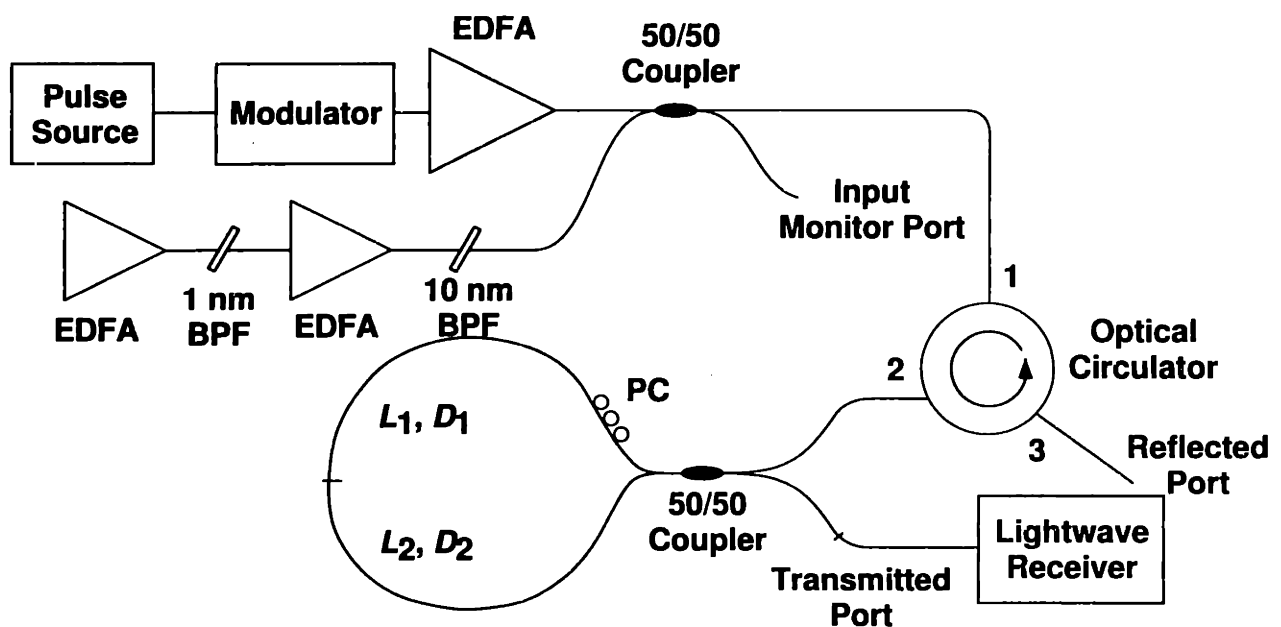 EDFA
50/50
Coupler
Pulse
Source
Modulator
Input
Monitor Port
1 nm
BPF
10 nm
BPF
EDFA
EDFA
1
Optical
Circulator
2
3
PC
L1, D1
Reflected
Port
50/50
Coupler
L2, D2
Lightwave
Receiver
Transmitted
Port